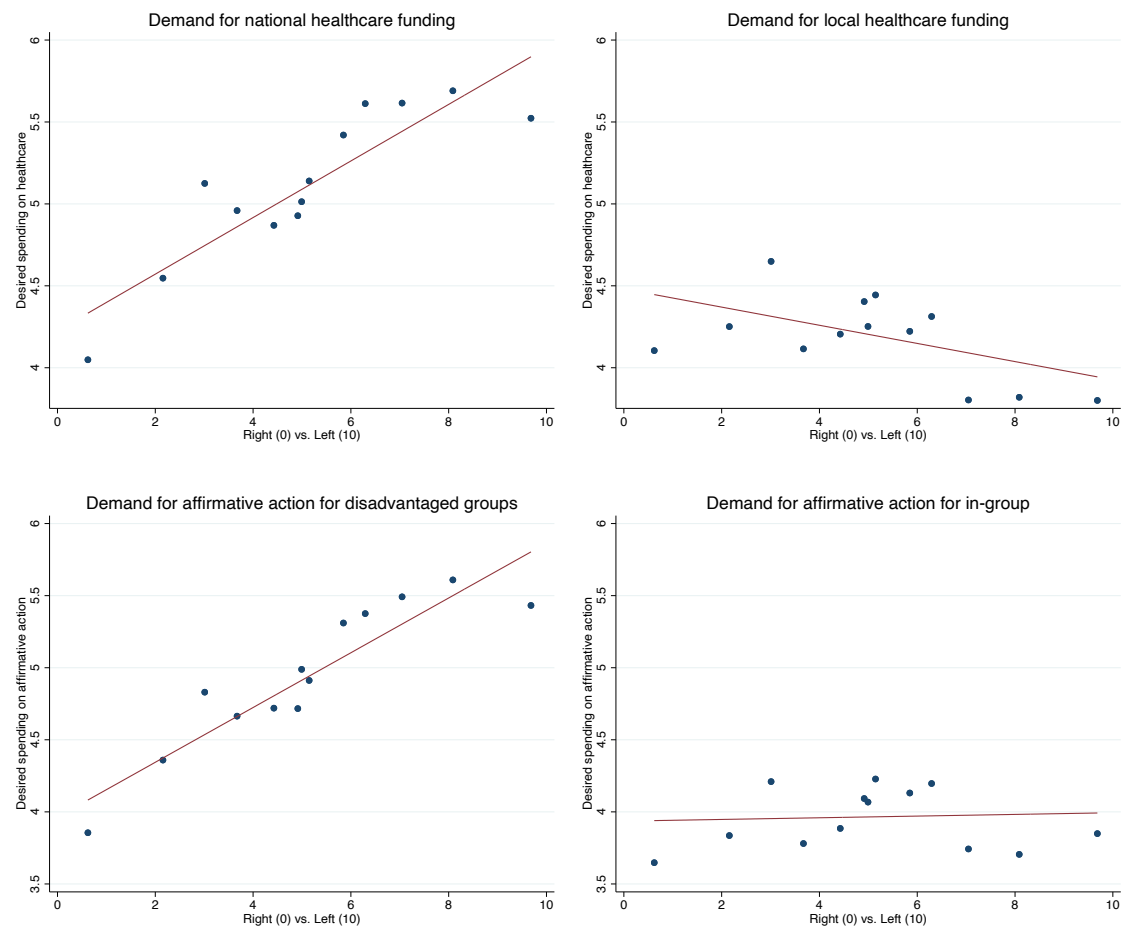 Demand for national healthcare funding
Desired spending on healthcare
6
5.5
5
4.5
4
0 2 4 6 8 10
Right (0) vs. Left (10)
Demand for local healthcare funding
Desired spending on healthcare
6
5.5
5
4.5
4
0 2 4 6 8 10
Right (0) vs. Left (10)
Demand for affirmative action for disadvantaged groups
Desired spending on affirmative action
6
5.5
5
4.5
4
3.5
0 2 4 6 8 10
Right (0) vs. Left (10)
Demand for affirmative action for in-group
Desired spending on affirmative action
6
5.5
5
4.5
4
3.5
0 2 4 6 8 10
Right (0) vs. Left (10)